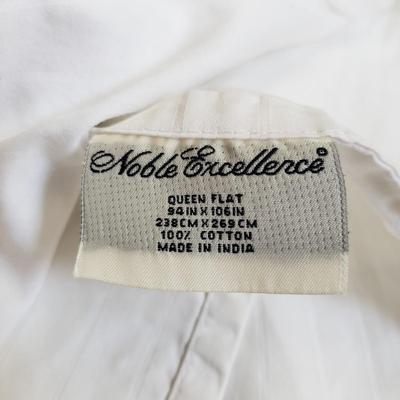 Noble Excellence®
QUEEN FLAT
94IN X 106IN
238CM X 269CM
100% COTTON
MADE IN INDIA